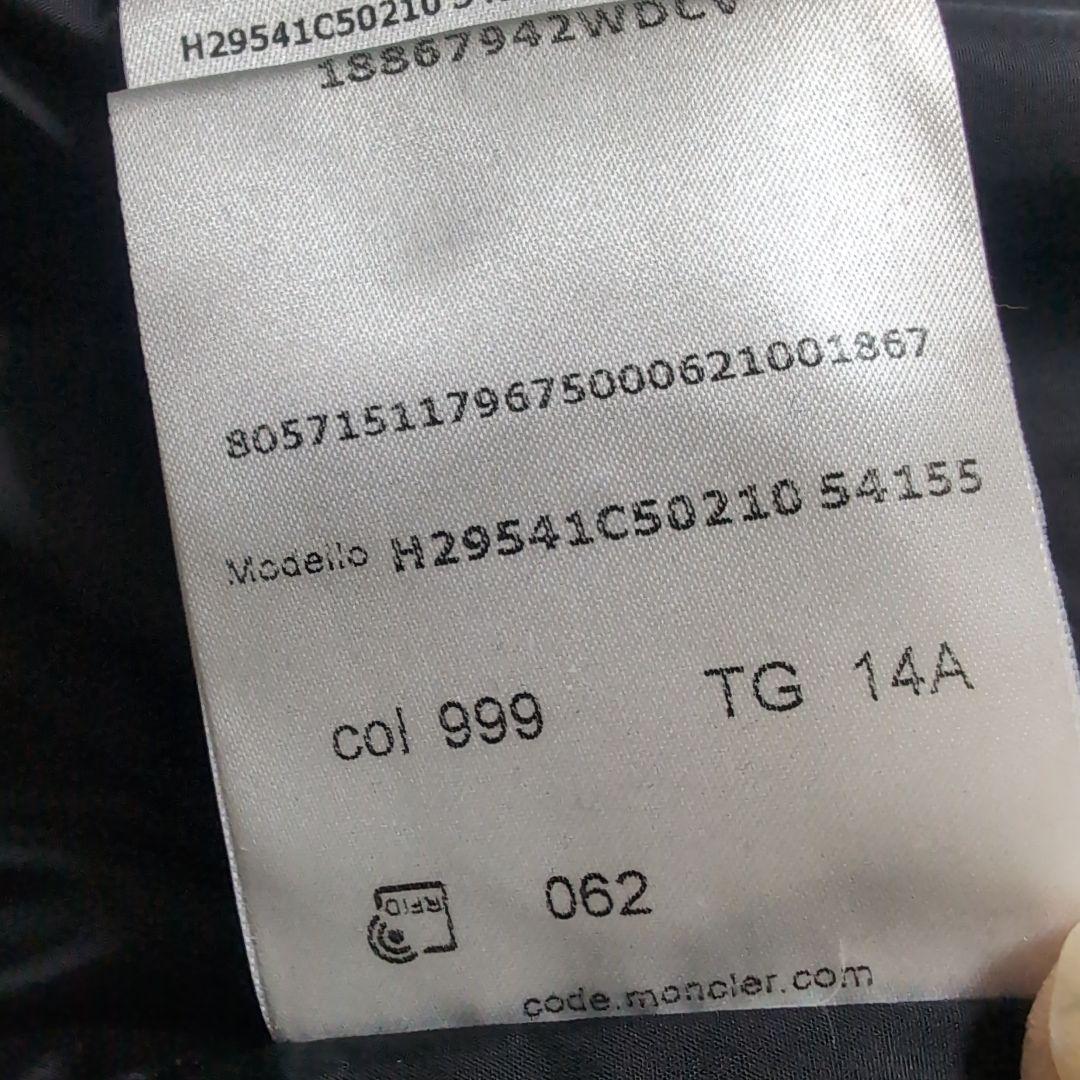 H29541C50210
18867942WDCV
8057151179675000621001867
Modello H29541C50210 54155
col 999 TG 14A
RFID
062
code.moncler.com